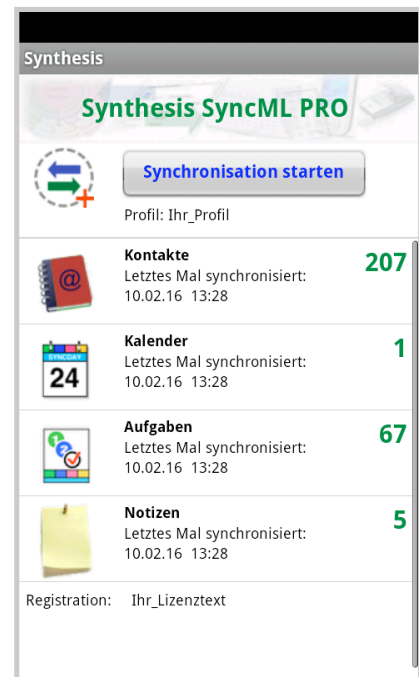 Synthesis
Synthesis SyncML PRO
Synchronisation starten
Profil: Ihr_Profil
Kontakte
207
Letztes Mal synchronisiert:
10.02.16 13:28
@
Kalender
1
Letztes Mal synchronisiert:
10.02.16 13:28
SYNCDAY
24
Aufgaben
67
Letztes Mal synchronisiert:
10.02.16 13:28
1
2
Notizen
5
Letztes Mal synchronisiert:
10.02.16 13:28
Registration: Ihr_Lizenztext